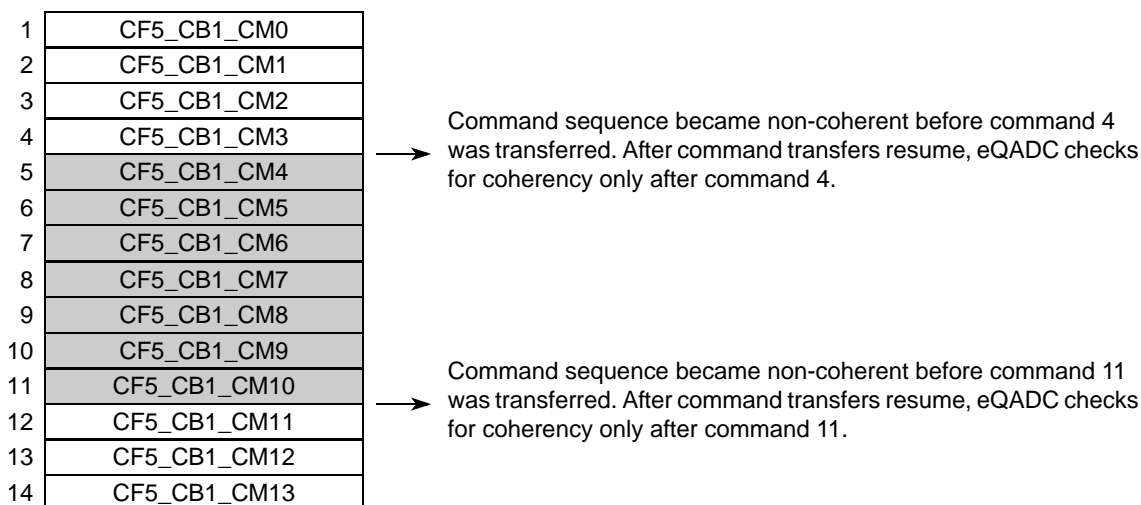 1 CF5_CB1_CM0
2 CF5_CB1_CM1
3 CF5_CB1_CM2
4 CF5_CB1_CM3
Command sequence became non-coherent before command 4
was transferred. After command transfers resume, eQADC checks
for coherency only after command 4.
5 CF5_CB1_CM4
6 CF5_CB1_CM5
7 CF5_CB1_CM6
8 CF5_CB1_CM7
9 CF5_CB1_CM8
10 CF5_CB1_CM9
11 CF5_CB1_CM10
Command sequence became non-coherent before command 11
was transferred. After command transfers resume, eQADC checks
for coherency only after command 11.
12 CF5_CB1_CM11
13 CF5_CB1_CM12
14 CF5_CB1_CM13